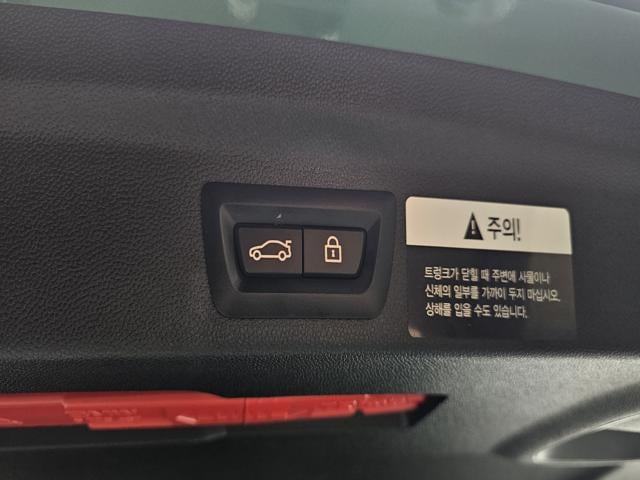 주의!
트렁크가 닫힐 때 주변에 사물이나
신체의 일부를 가까이 두지 마십시오.
상해를 입을 수도 있습니다.